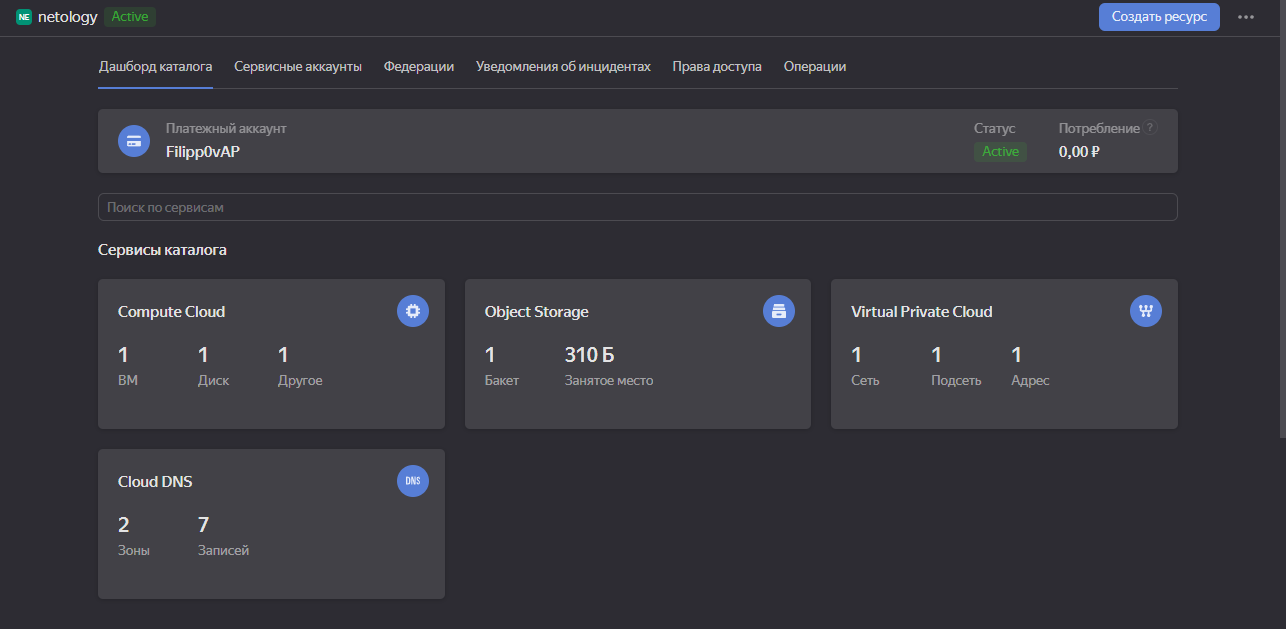 NE netology Active Создать ресурс
Дашборд каталога Сервисные аккаунты Федерации Уведомления об инцидентах Права доступа Операции
Платежный аккаунт Статус Потребление ?
Filipp0vAP Active 0,00 ₽
Поиск по сервисам
Сервисы каталога
Compute Cloud Object Storage Virtual Private Cloud
1 1 1 1 310 Б 1 1 1
ВМ Диск Другое Бакет Занятое место Сеть Подсеть Адрес
Cloud DNS DNS
2 7
Зоны Записей